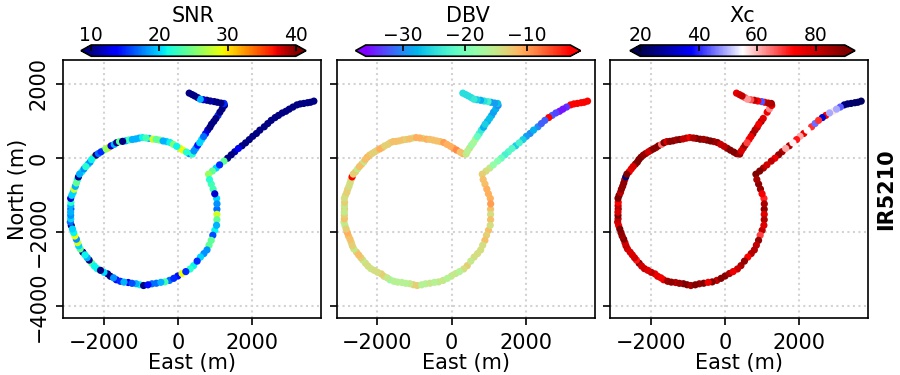 SNR DBV Xc
10 20 30 40 −30 −20 −10 20 40 60 80
2000
0
−2000
−4000
North (m)
IR5210
−2000 0 2000 −2000 0 2000 −2000 0 2000
East (m) East (m) East (m)